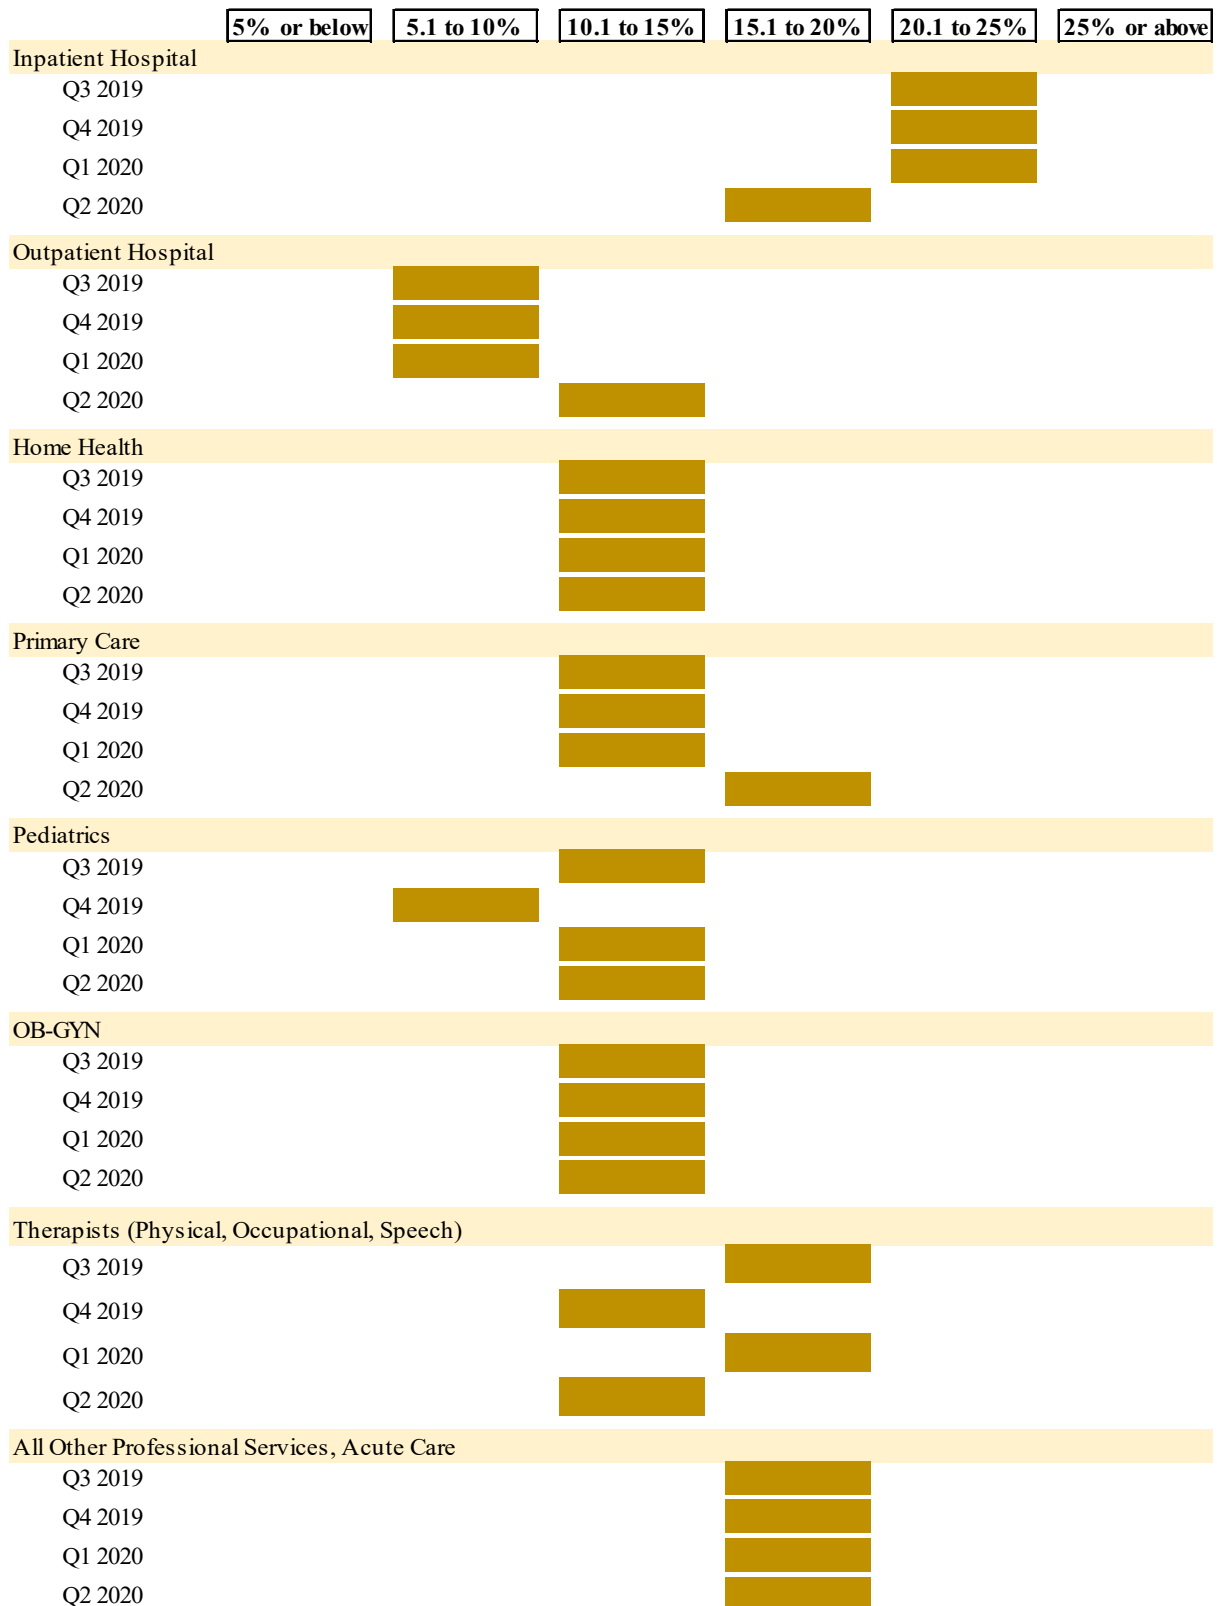 5% or below 5.1 to 10% 10.1 to 15% 15.1 to 20% 20.1 to 25% 25% or above
Inpatient Hospital
Q3 2019
Q4 2019
Q1 2020
Q2 2020
Outpatient Hospital
Q3 2019
Q4 2019
Q1 2020
Q2 2020
Home Health
Q3 2019
Q4 2019
Q1 2020
Q2 2020
Primary Care
Q3 2019
Q4 2019
Q1 2020
Q2 2020
Pediatrics
Q3 2019
Q4 2019
Q1 2020
Q2 2020
OB-GYN
Q3 2019
Q4 2019
Q1 2020
Q2 2020
Therapists (Physical, Occupational, Speech)
Q3 2019
Q4 2019
Q1 2020
Q2 2020
All Other Professional Services, Acute Care
Q3 2019
Q4 2019
Q1 2020
Q2 2020